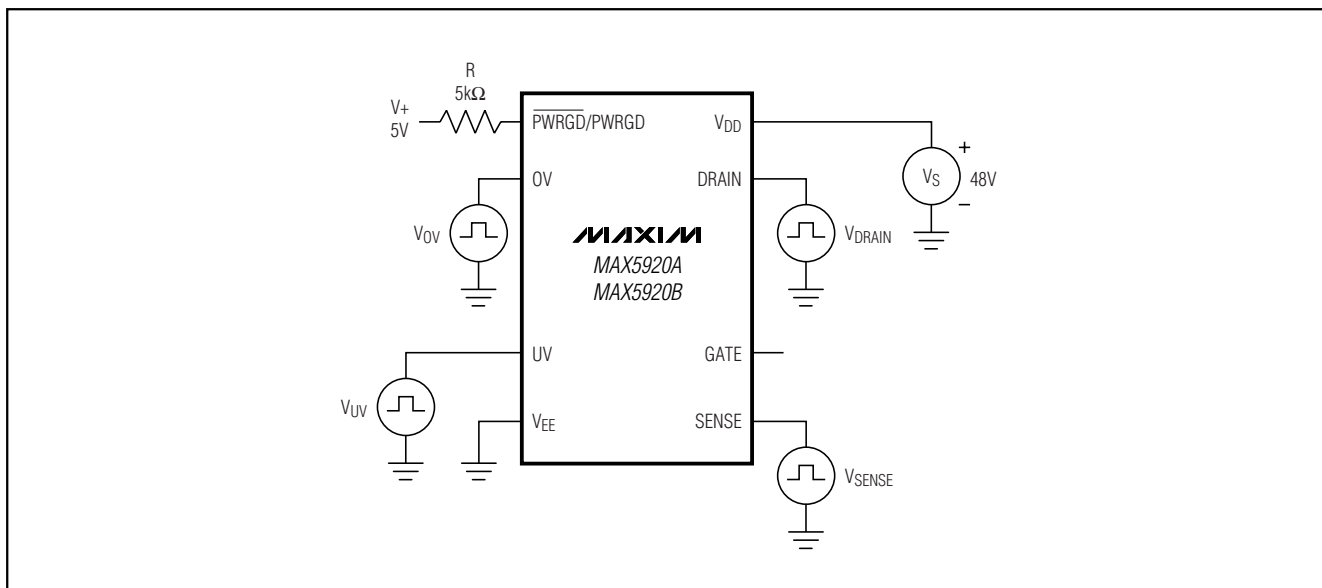 R
5kΩ
V+
5V
PWRGD/PWRGD
VDD
OV
DRAIN
VS
+
48V
−
VOV
VDRAIN
MAXIM
MAX5920A
MAX5920B
UV
GATE
VUV
VEE
SENSE
VSENSE